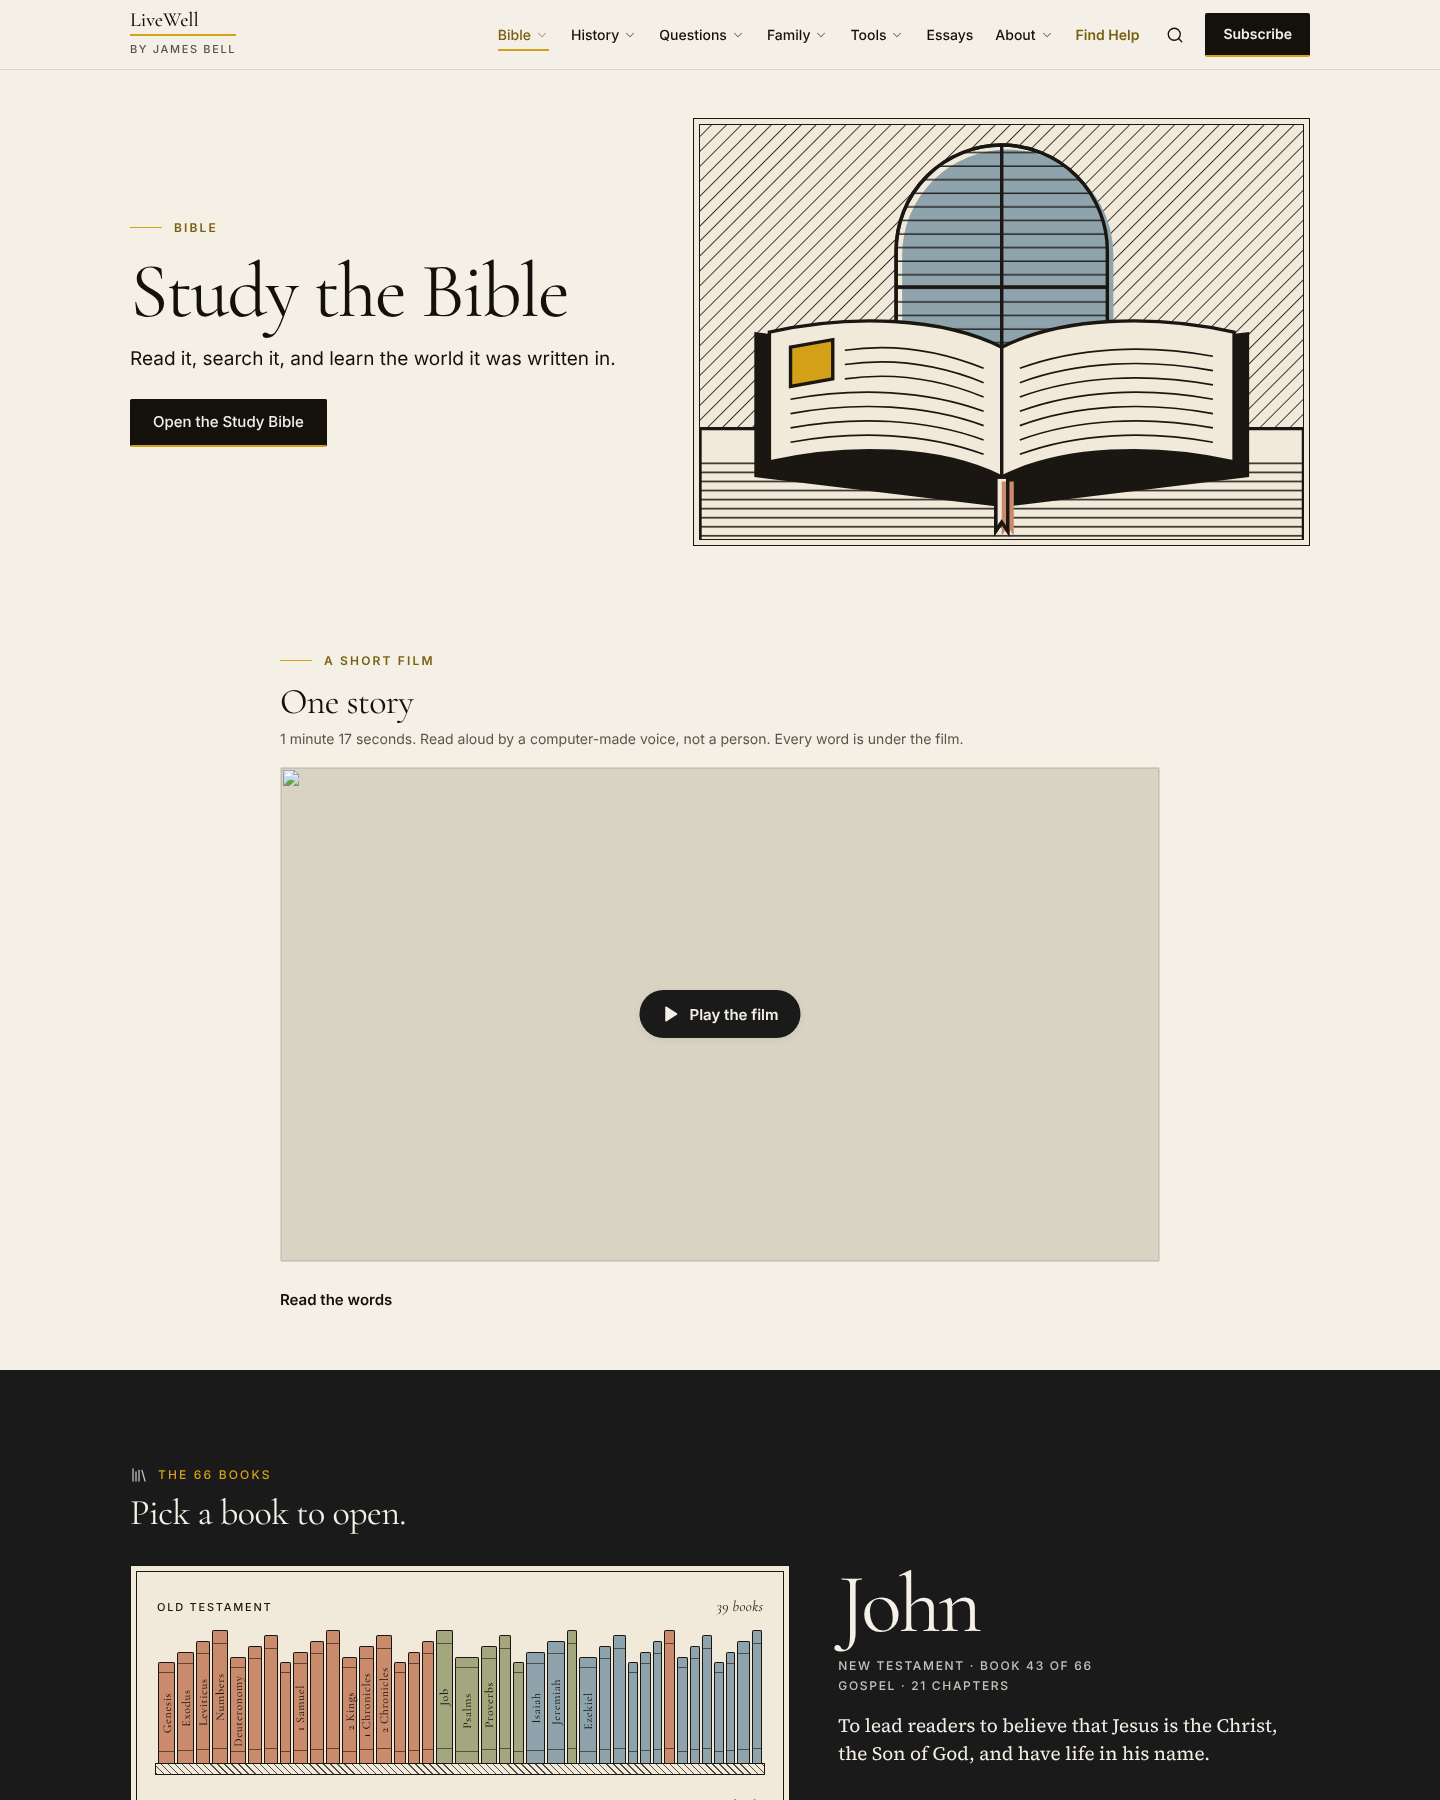 LiveWell
BY JAMES BELL
Bible
History
Questions
Family
Tools
Essays
About
Find Help
Subscribe
BIBLE
Study the Bible
Read it, search it, and learn the world it was written in.
Open the Study Bible
A SHORT FILM
One story
1 minute 17 seconds. Read aloud by a computer-made voice, not a person. Every word is under the film.
Play the film
Read the words
THE 66 BOOKS
Pick a book to open.
OLD TESTAMENT
39 books
Genesis
Exodus
Leviticus
Numbers
Deuteronomy
1 Samuel
2 Kings
1 Chronicles
2 Chronicles
Job
Psalms
Proverbs
Isaiah
Jeremiah
Ezekiel
John
NEW TESTAMENT · BOOK 43 OF 66
GOSPEL · 21 CHAPTERS
To lead readers to believe that Jesus is the Christ,
the Son of God, and have life in his name.